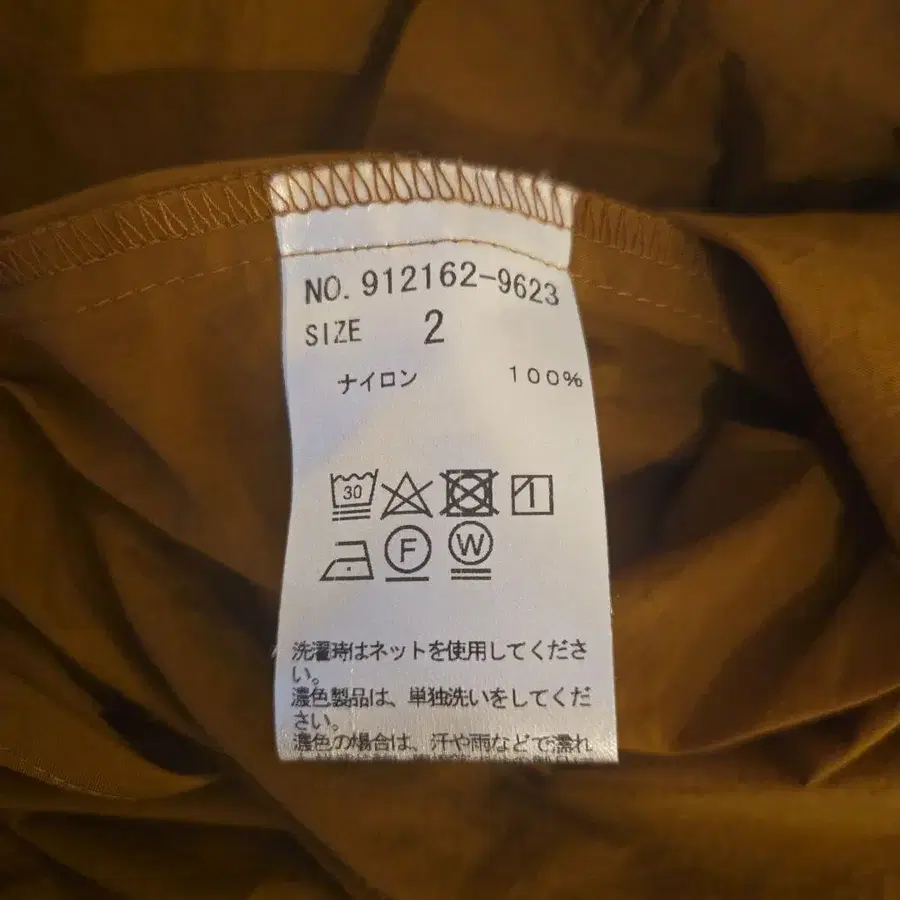 NO. 912162-9623
SIZE 2
ナイロン 100%
30
F W
洗濯時はネットを使用してくださ
い。
濃色製品は、単独洗いをしてくだ
さい。
濃色の場合は、汗や雨などで濡れ